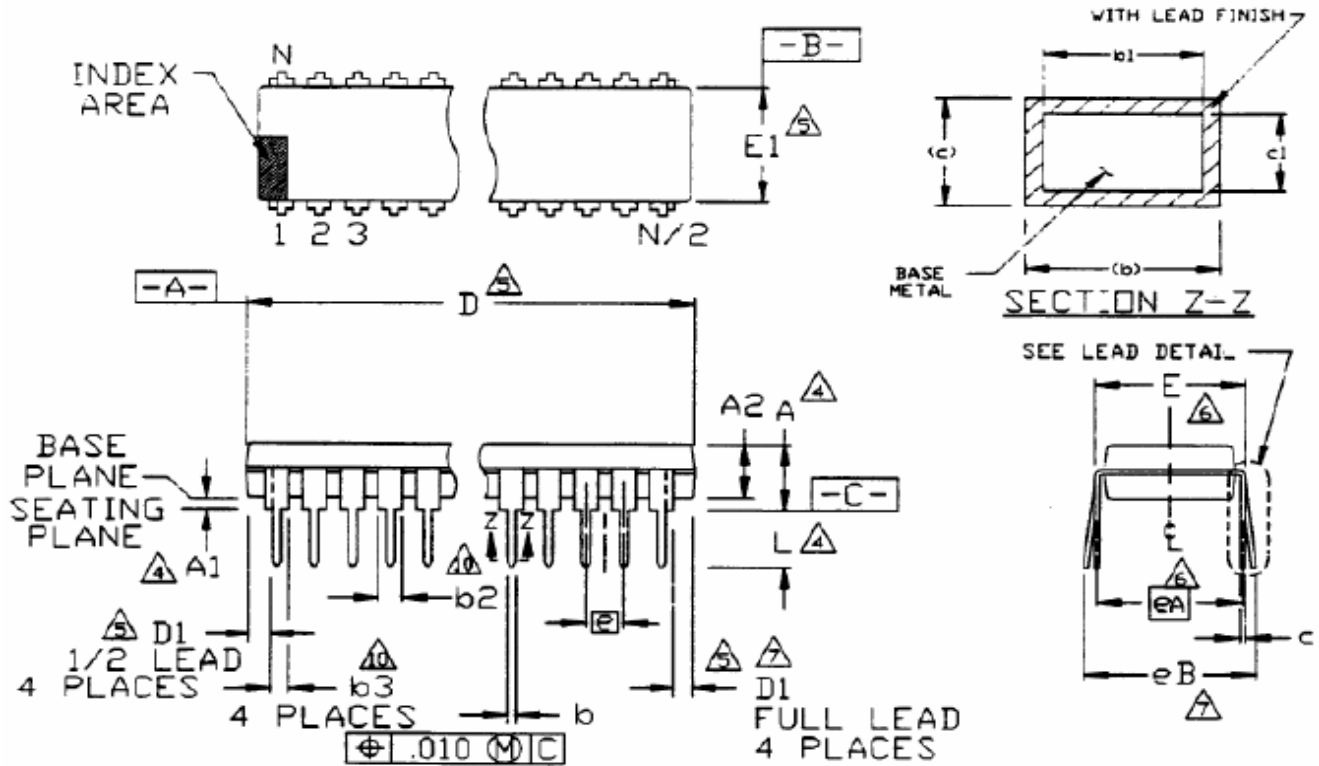 N
INDEX
AREA
-B-
E1
5
1 2 3
N/2
WITH LEAD FINISH
b1
(c)
c1
(b)
BASE
METAL
SECTION Z-Z
-A-
D
5
A2
A
4
-C-
BASE
PLANE
SEATING
PLANE
4
A1
Z Z
L
4
10
b2
e
5
D1
1/2 LEAD
4 PLACES
10
b3
4 PLACES
b
5
7
D1
FULL LEAD
4 PLACES
⌖ .010 Ⓜ C
SEE LEAD DETAIL
E
6
℄
6
eA
c
eB
7